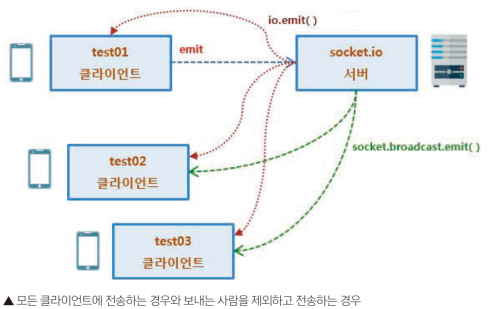 io.emit( )
test01
클라이언트
emit
socket.io
서버
test02
클라이언트
socket.broadcast.emit( )
test03
클라이언트
▲ 모든 클라이언트에 전송하는 경우와 보내는 사람을 제외하고 전송하는 경우